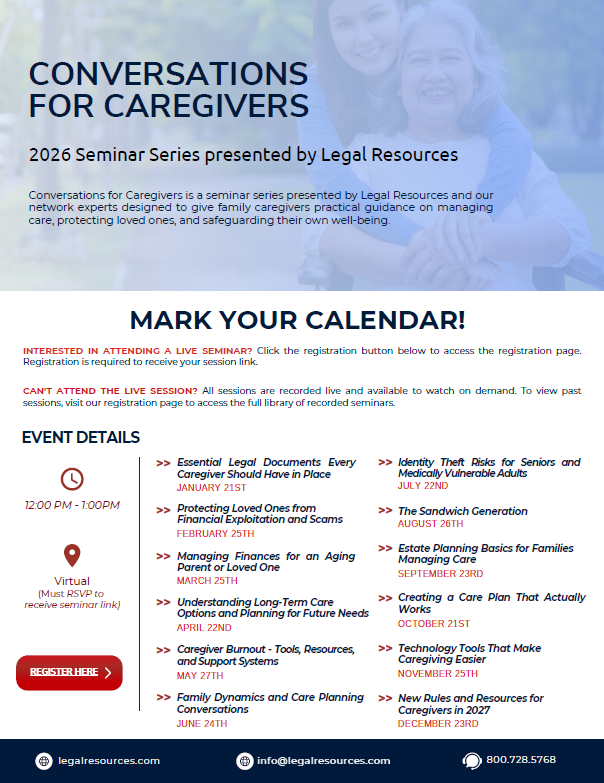 CONVERSATIONS
FOR CAREGIVERS
2026 Seminar Series presented by Legal Resources
Conversations for Caregivers is a seminar series presented by Legal Resources and our
network experts designed to give family caregivers practical guidance on managing
care, protecting loved ones, and safeguarding their own well-being.
MARK YOUR CALENDAR!
INTERESTED IN ATTENDING A LIVE SEMINAR? Click the registration button below to access the registration page.
Registration is required to receive your session link.
CAN'T ATTEND THE LIVE SESSION? All sessions are recorded live and available to watch on demand. To view past
sessions, visit our registration page to access the full library of recorded seminars.
EVENT DETAILS
12:00 PM - 1:00PM
Virtual
(Must RSVP to
receive seminar link)
REGISTER HERE >
>> Essential Legal Documents Every
Caregiver Should Have in Place
JANUARY 21ST
>> Protecting Loved Ones from
Financial Exploitation and Scams
FEBRUARY 25TH
>> Managing Finances for an Aging
Parent or Loved One
MARCH 25TH
>> Understanding Long-Term Care
Options and Planning for Future Needs
APRIL 22ND
>> Caregiver Burnout - Tools, Resources,
and Support Systems
MAY 27TH
>> Family Dynamics and Care Planning
Conversations
JUNE 24TH
>> Identity Theft Risks for Seniors and
Medically Vulnerable Adults
JULY 22ND
>> The Sandwich Generation
AUGUST 26TH
>> Estate Planning Basics for Families
Managing Care
SEPTEMBER 23RD
>> Creating a Care Plan That Actually
Works
OCTOBER 21ST
>> Technology Tools That Make
Caregiving Easier
NOVEMBER 25TH
>> New Rules and Resources for
Caregivers in 2027
DECEMBER 23RD
legalresources.com
info@legalresources.com
800.728.5768